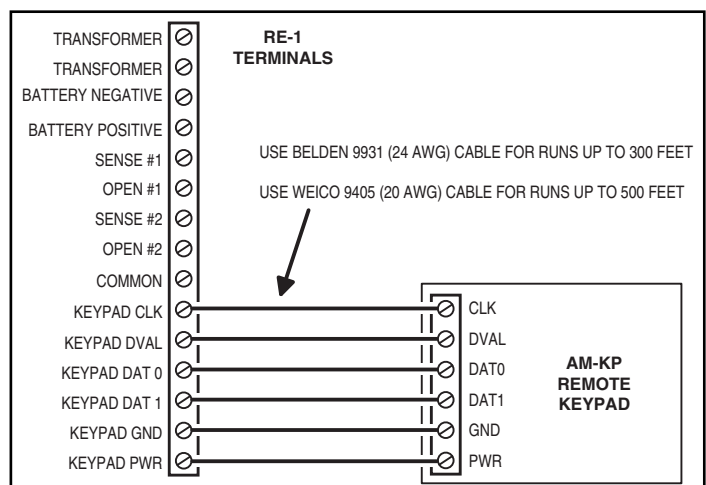 RE-1
TERMINALS
TRANSFORMER
TRANSFORMER
BATTERY NEGATIVE
BATTERY POSITIVE
SENSE #1
OPEN #1
SENSE #2
OPEN #2
COMMON
KEYPAD CLK
KEYPAD DVAL
KEYPAD DAT 0
KEYPAD DAT 1
KEYPAD GND
KEYPAD PWR
USE BELDEN 9931 (24 AWG) CABLE FOR RUNS UP TO 300 FEET
USE WEICO 9405 (20 AWG) CABLE FOR RUNS UP TO 500 FEET
CLK
DVAL
DAT0
DAT1
GND
PWR
AM-KP
REMOTE
KEYPAD